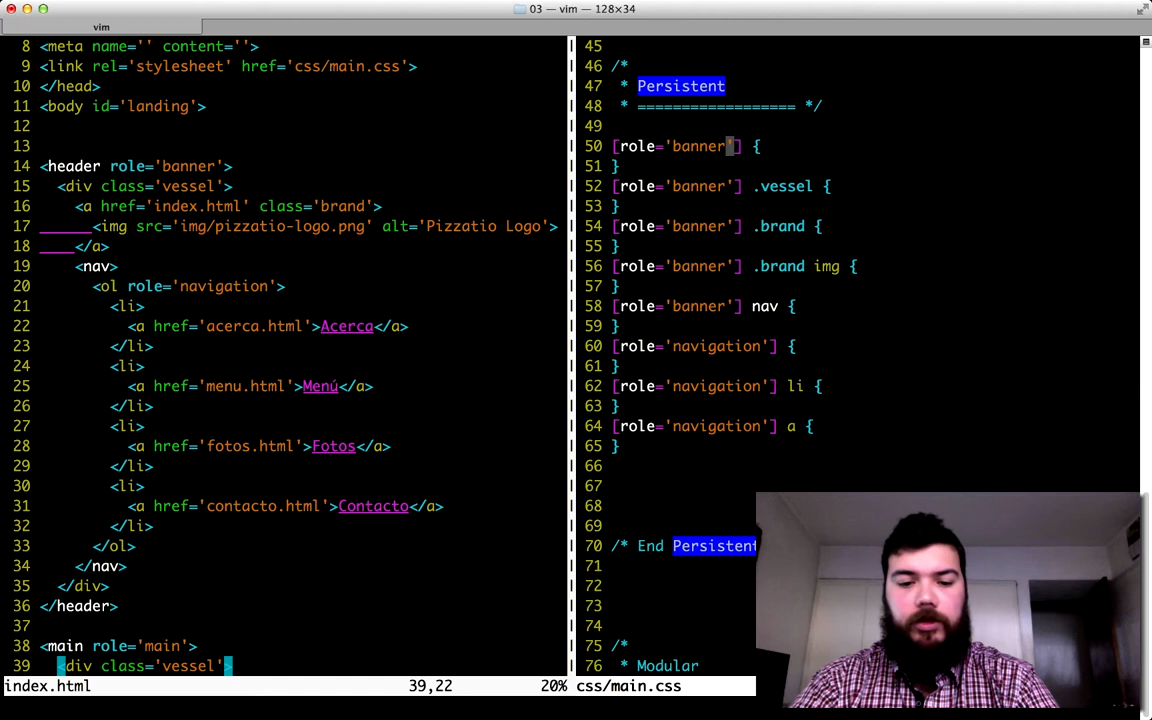 03 — vim — 128×34
vim
8 <meta name='' content=''>
9 <link rel='stylesheet' href='css/main.css'>
10 </head>
11 <body id='landing'>
12
13
14 <header role='banner'>
15 <div class='vessel'>
16 <a href='index.html' class='brand'>
17 <img src='img/pizzatio-logo.png' alt='Pizzatio Logo'>
18 </a>
19 <nav>
20 <ol role='navigation'>
21 <li>
22 <a href='acerca.html'>Acerca</a>
23 </li>
24 <li>
25 <a href='menu.html'>Menú</a>
26 </li>
27 <li>
28 <a href='fotos.html'>Fotos</a>
29 </li>
30 <li>
31 <a href='contacto.html'>Contacto</a>
32 </li>
33 </ol>
34 </nav>
35 </div>
36 </header>
37
38 <main role='main'>
39 <div class='vessel'>
index.html 39,22 20%
45
46 /*
47 * Persistent
48 * ================== */
49
50 [role='banner'] {
51 }
52 [role='banner'] .vessel {
53 }
54 [role='banner'] .brand {
55 }
56 [role='banner'] .brand img {
57 }
58 [role='banner'] nav {
59 }
60 [role='navigation'] {
61 }
62 [role='navigation'] li {
63 }
64 [role='navigation'] a {
65 }
66
67
68
69
70 /* End Persistent
71
72
73
74
75 /*
76 * Modular
css/main.css